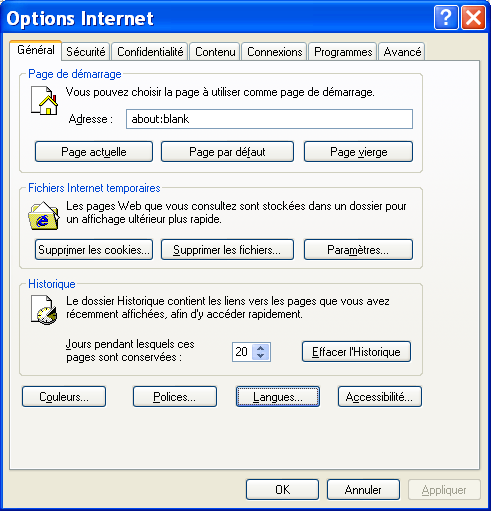 Options Internet
Général Sécurité Confidentialité Contenu Connexions Programmes Avancé
Page de démarrage
Vous pouvez choisir la page à utiliser comme page de démarrage.
Adresse : about:blank
Page actuelle Page par défaut Page vierge
Fichiers Internet temporaires
Les pages Web que vous consultez sont stockées dans un dossier pour
un affichage ultérieur plus rapide.
Supprimer les cookies... Supprimer les fichiers... Paramètres...
Historique
Le dossier Historique contient les liens vers les pages que vous avez
récemment affichées, afin d'y accéder rapidement.
Jours pendant lesquels ces
pages sont conservées : 20 Effacer l'Historique
Couleurs... Polices... Langues... Accessibilité...
OK Annuler Appliquer